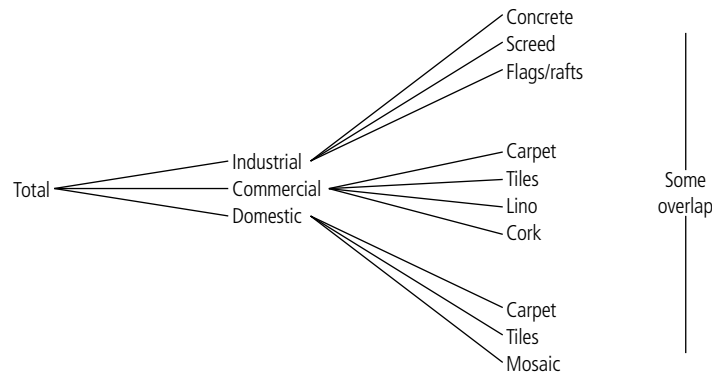 Concrete
Screed
Flags/rafts
Industrial
Total
Commercial
Domestic
Carpet
Tiles
Lino
Cork
Carpet
Tiles
Mosaic
Some
overlap